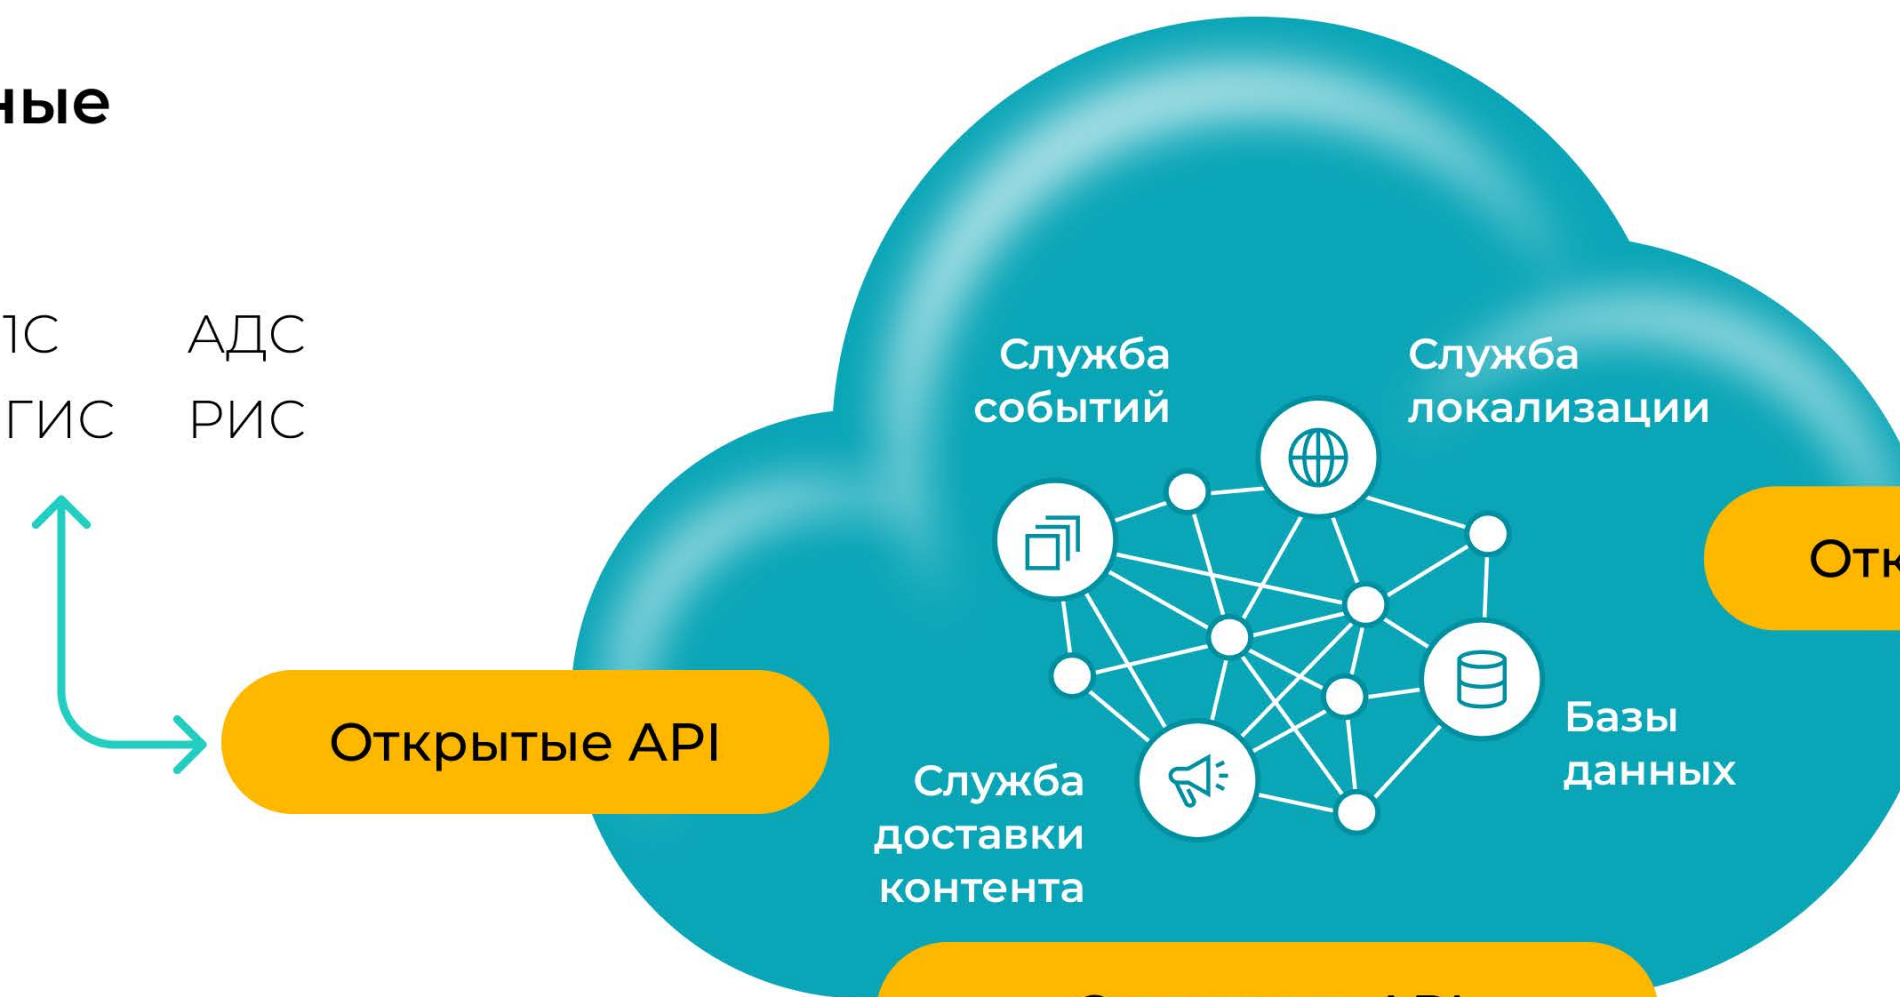 ные
1С АДС
ГИС РИС
Служба
событий
Служба
локализации
Открытые API
Базы
данных
Служба
доставки
контента